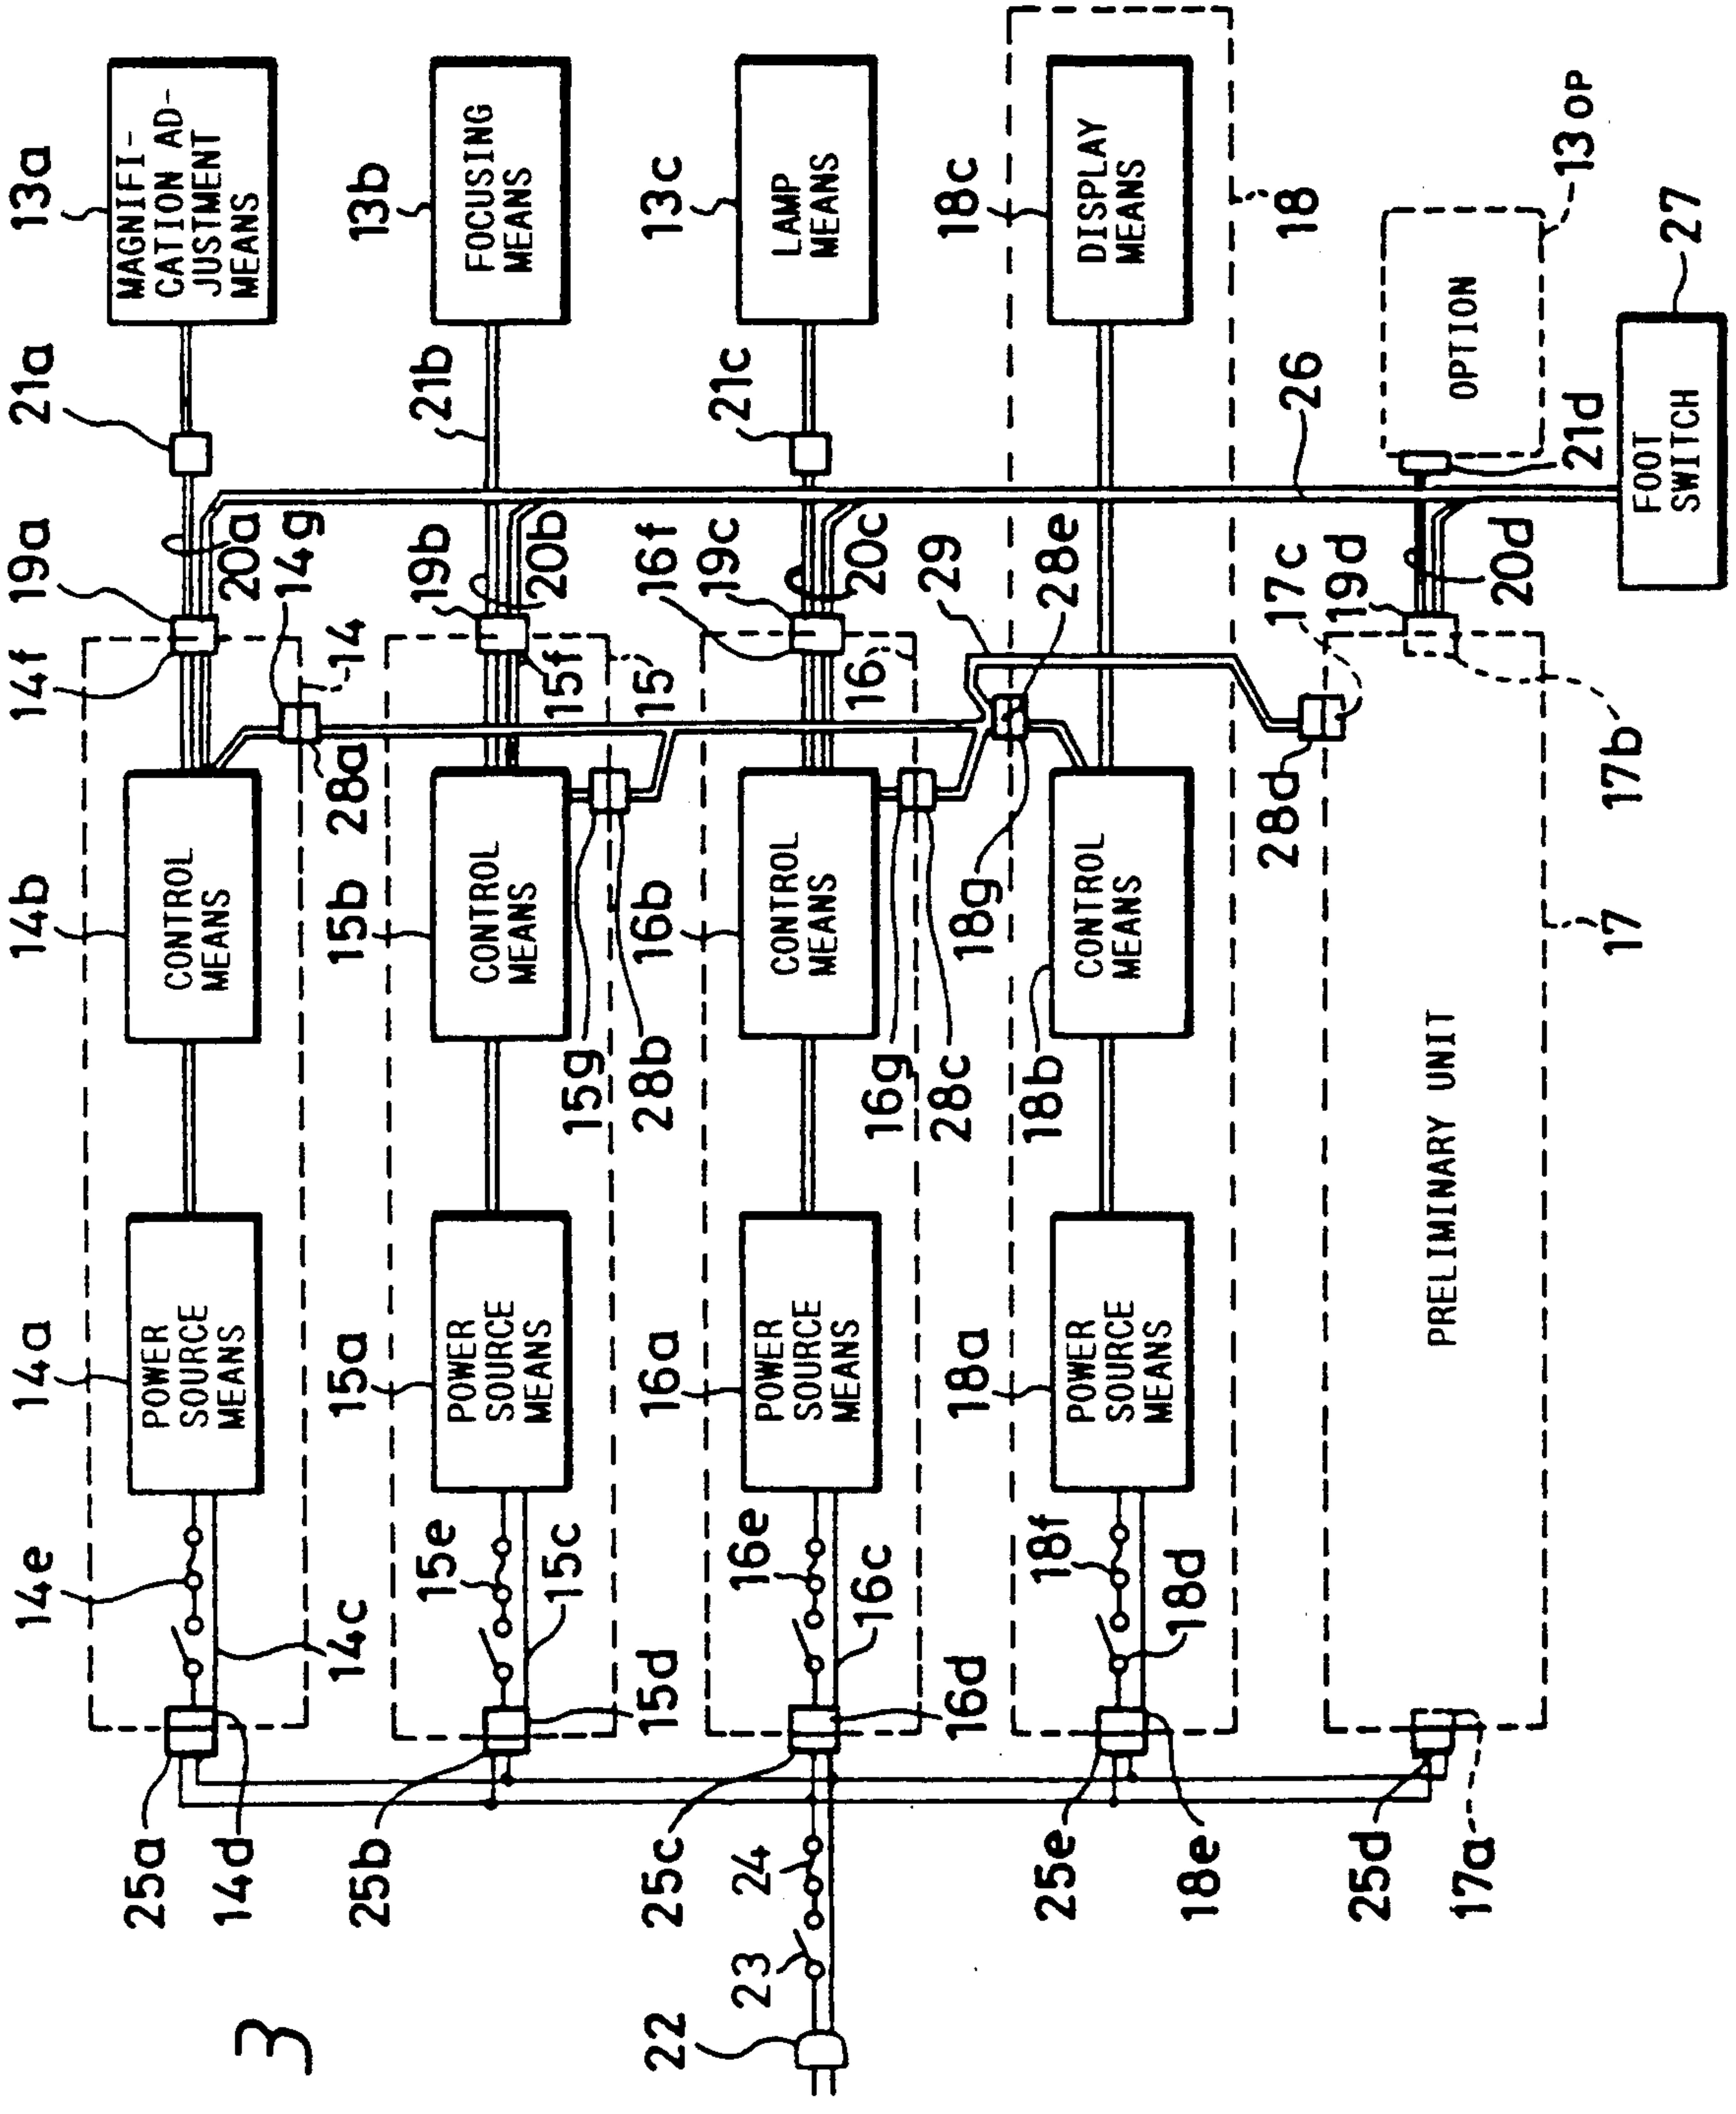 3
13a
MAGNIFI-
CATION AD-
JUSTMENT
MEANS
21a
19a
20a
14g
14f
14
28a
14b
CONTROL
MEANS
14a
POWER
SOURCE
MEANS
14e
14c
25a
14d
13b
FOCUSING
MEANS
21b
19b
20b
15f
15
15b
CONTROL
MEANS
15g
28b
15a
POWER
SOURCE
MEANS
15e
15c
15d
25b
13c
LAMP
MEANS
21c
16f
19c
20c
16
16b
CONTROL
MEANS
16g
28c
16a
POWER
SOURCE
MEANS
16e
16c
16d
25c
24
23
22
18c
DISPLAY
MEANS
18
29
28e
18g
18b
CONTROL
MEANS
18a
POWER
SOURCE
MEANS
18f
18d
25e
18e
13OP
OPTION
26
21d
27
FOOT
SWITCH
17c
19d
20d
28d
17b
17
PRELIMINARY UNIT
25d
17a